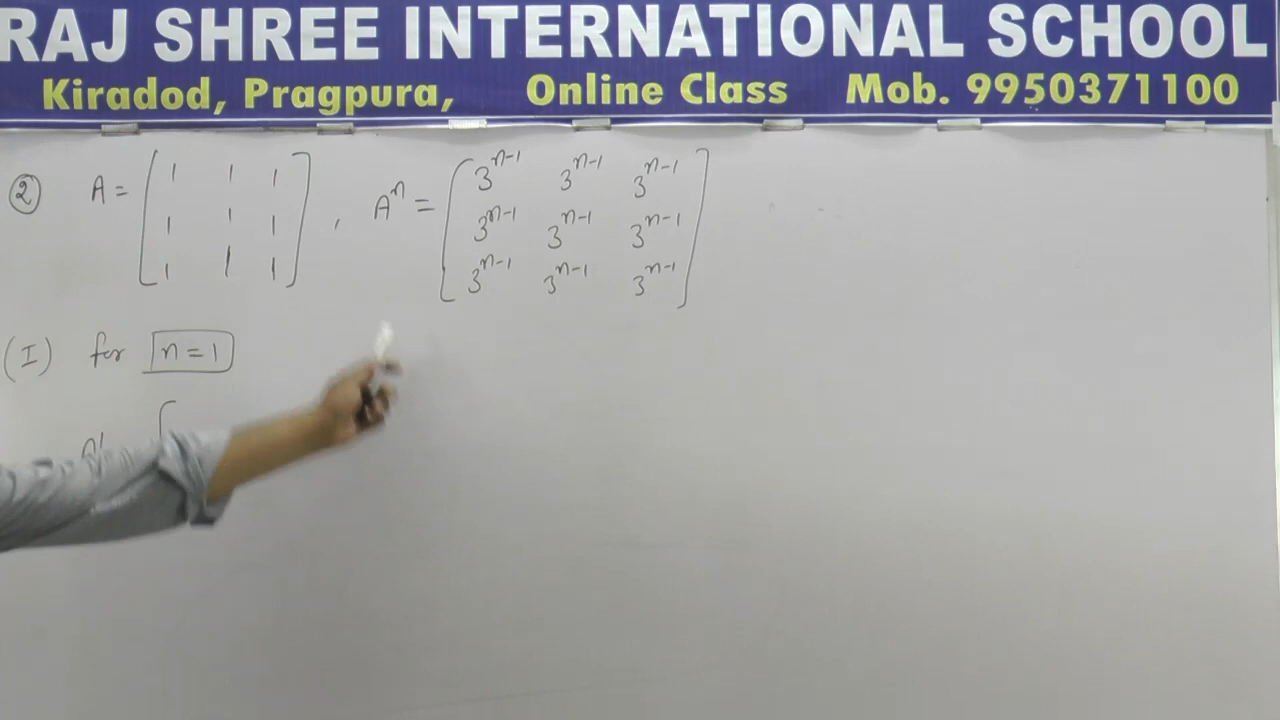 RAJ SHREE INTERNATIONAL SCHOOL
Kiradod, Pragpura, Online Class Mob. 9950371100
② A = [ 1 1 1 , Aⁿ = [ 3ⁿ⁻¹ 3ⁿ⁻¹ 3ⁿ⁻¹
1 1 1 3ⁿ⁻¹ 3ⁿ⁻¹ 3ⁿ⁻¹
1 1 1 ] 3ⁿ⁻¹ 3ⁿ⁻¹ 3ⁿ⁻¹ ]
(I) for n = 1